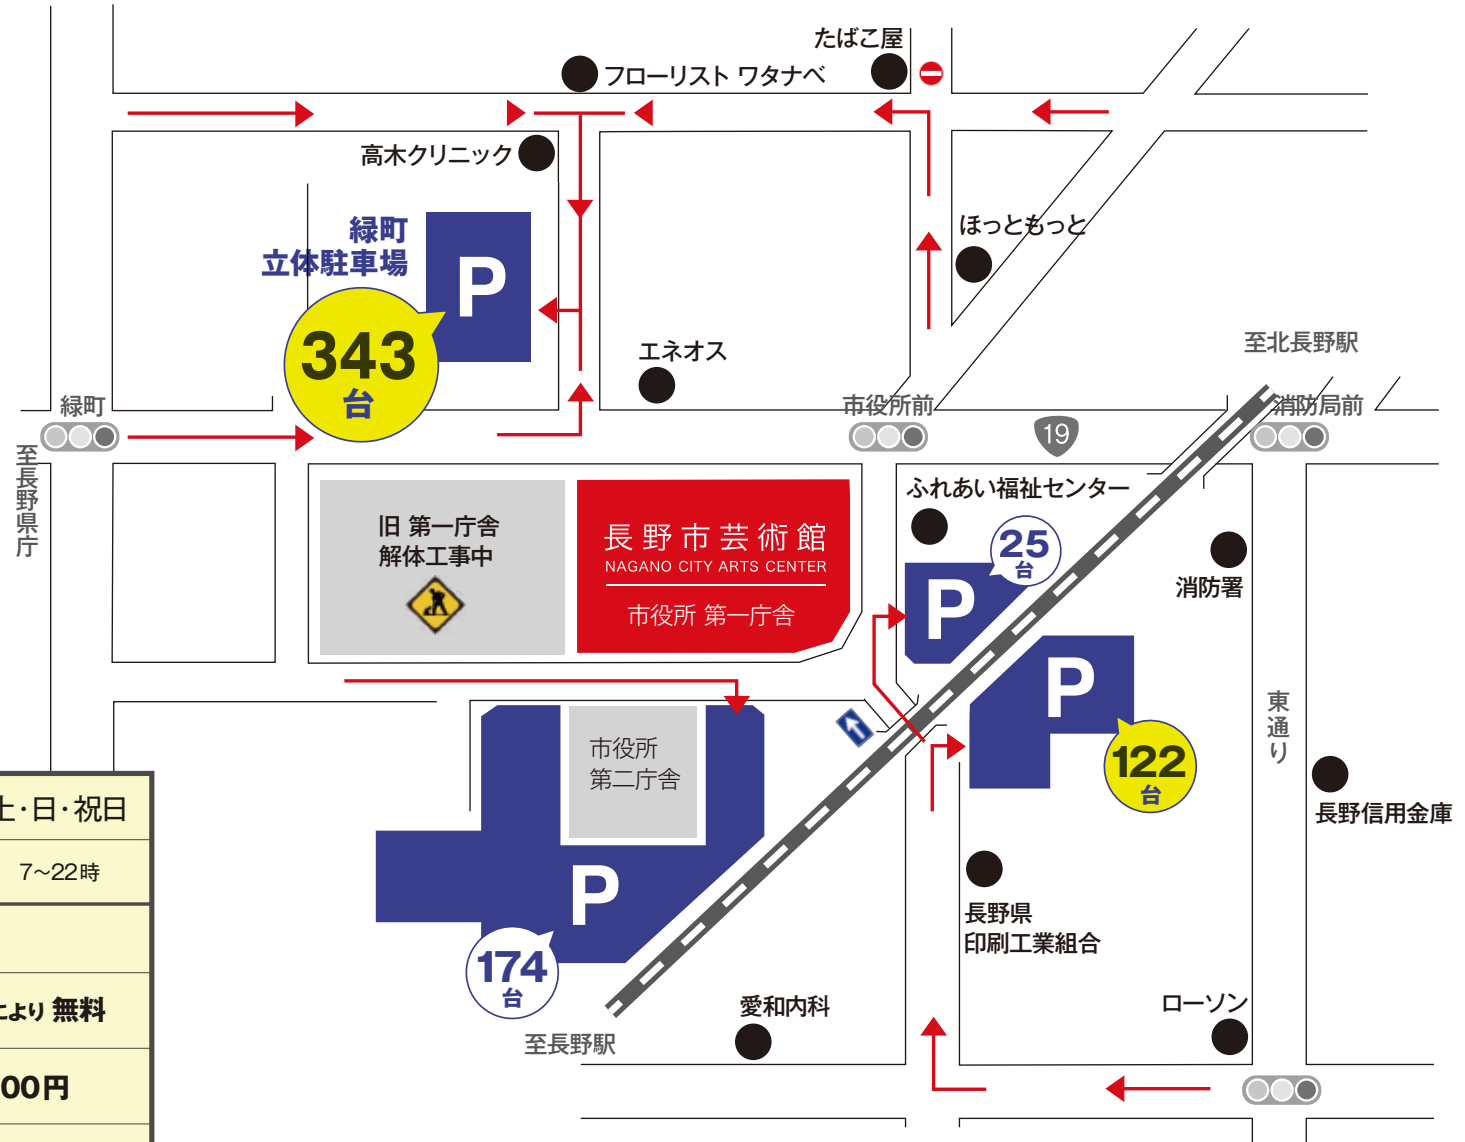 たばこ屋
フローリスト ワタナベ
高木クリニック
緑町
立体駐車場
P
343
台
ほっともっと
エネオス
至北長野駅
緑町
市役所前
19
消防局前
至長野県庁
旧 第一庁舎
解体工事中
長野市芸術館
NAGANO CITY ARTS CENTER
市役所 第一庁舎
ふれあい福祉センター
25
台
P
消防署
P
122
台
東通り
市役所
第二庁舎
P
174
台
長野信用金庫
長野県
印刷工業組合
愛和内科
ローソン
至長野駅
土・日・祝日
7〜22時
により 無料
00円